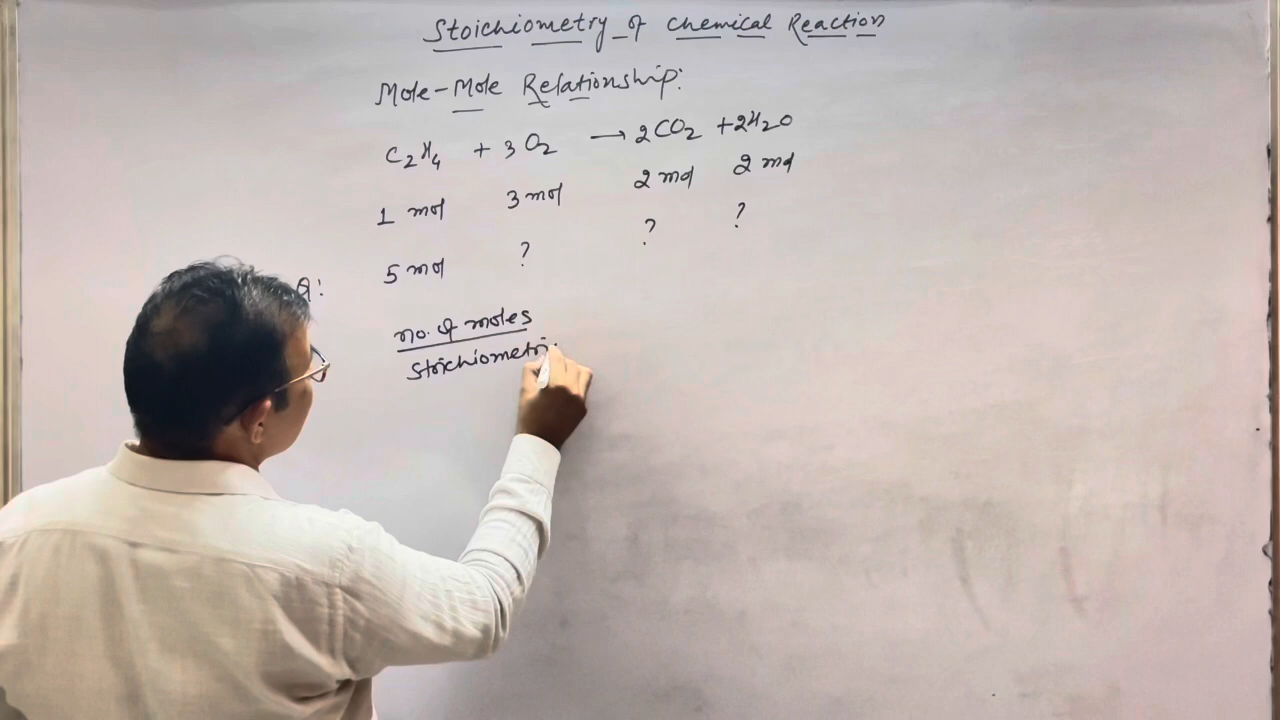 Stoichiometry of Chemical Reaction
Mole-Mole Relationship:
C2H4 + 3O2 → 2CO2 + 2H2O
1 mol 3 mol 2 mol 2 mol
Q: 5 mol ? ? ?
no. of moles
Stoichiometri